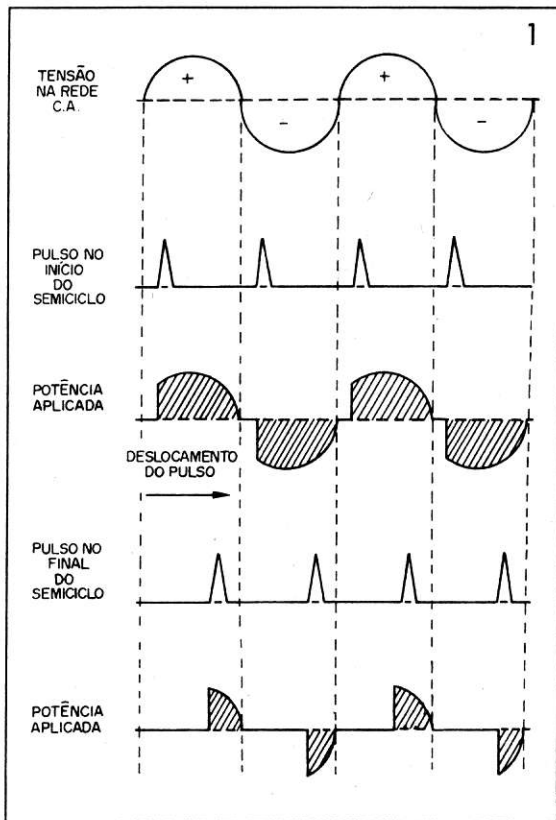 1
TENSÃO
NA REDE
C.A.
+
+
-
-
PULSO NO
INÍCIO
DO
SEMICICLO
POTÊNCIA
APLICADA
DESLOCAMENTO
DO PULSO
PULSO NO
FINAL
DO
SEMICICLO
POTÊNCIA
APLICADA